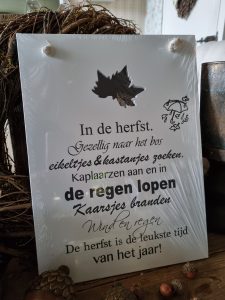 In de herfst.
Gezellig naar het bos
eikeltjes & kastanjes zoeken,
Kaplaarzen aan en in
de regen lopen
Kaarsjes branden
Wind en regen
De herfst is de leukste tijd
van het jaar!